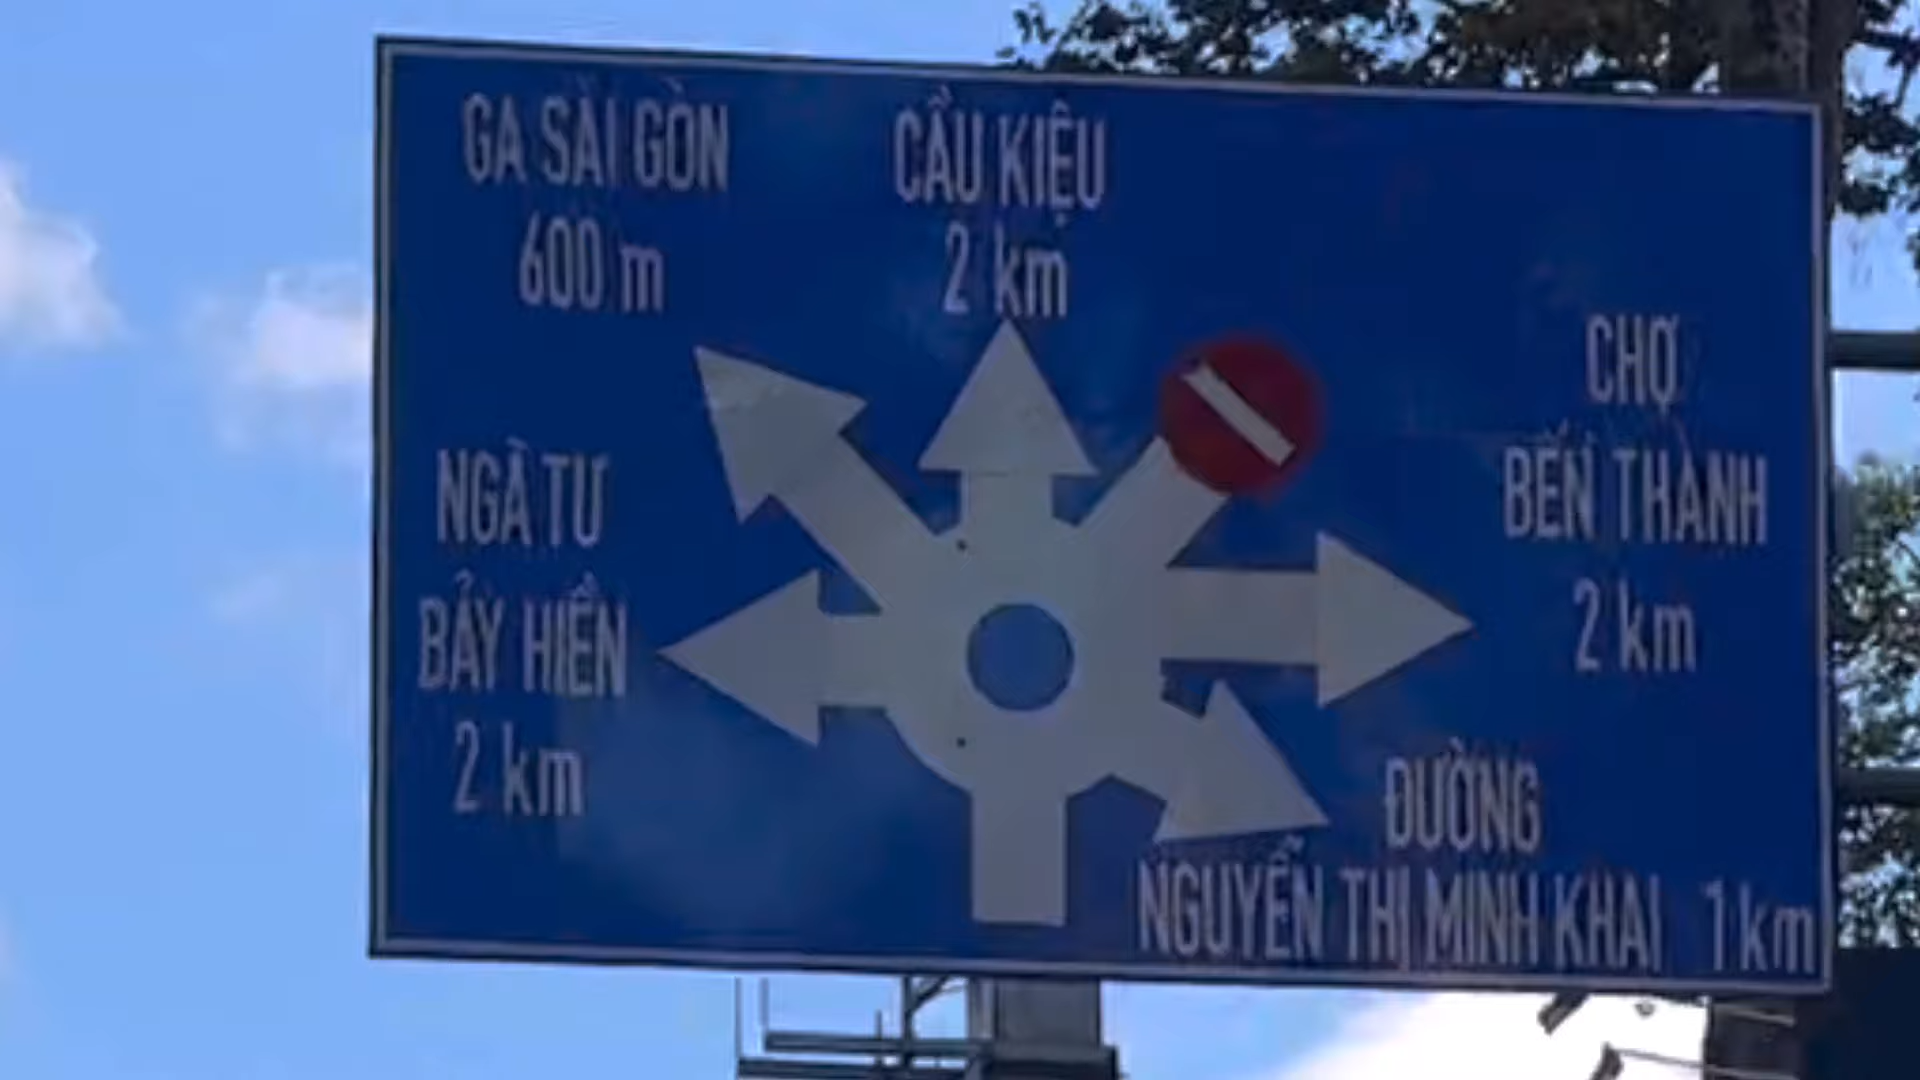 GA SÀI GÒN
600 m
CẦU KIỆU
2 km
CHỢ
BẾN THÀNH
2 km
NGÃ TƯ
BẢY HIỀN
2 km
ĐƯỜNG
NGUYỄN THỊ MINH KHAI 1 km